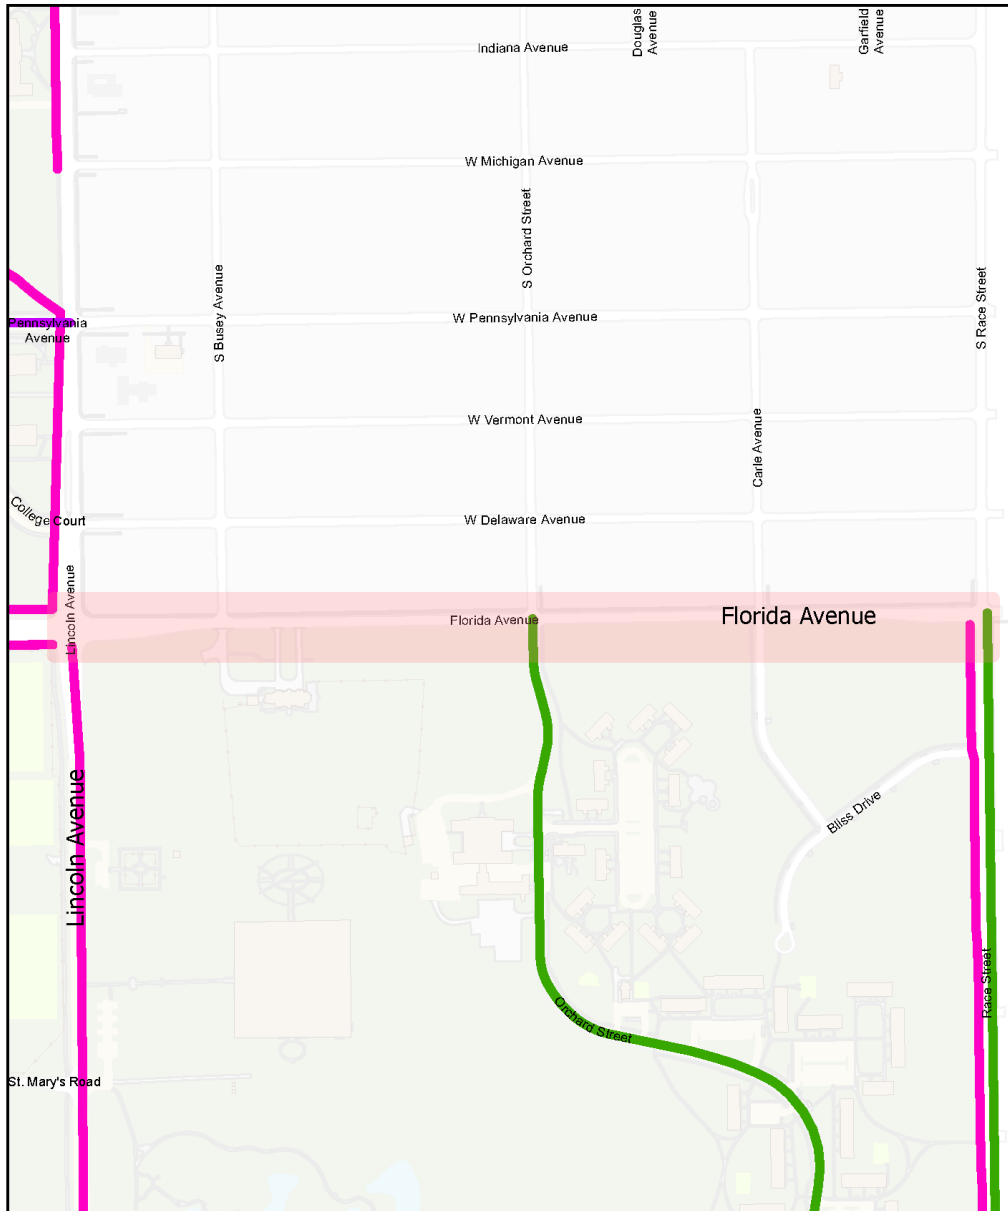 Douglas
Avenue
Garfield
Avenue
Indiana Avenue
W Michigan Avenue
S Orchard Street
S Busey Avenue
S Race Street
Pennsylvania
Avenue
W Pennsylvania Avenue
W Vermont Avenue
Carle Avenue
College Court
W Delaware Avenue
Lincoln Avenue
Florida Avenue
Florida Avenue
Lincoln Avenue
Bliss Drive
Race Street
Orchard Street
St. Mary's Road